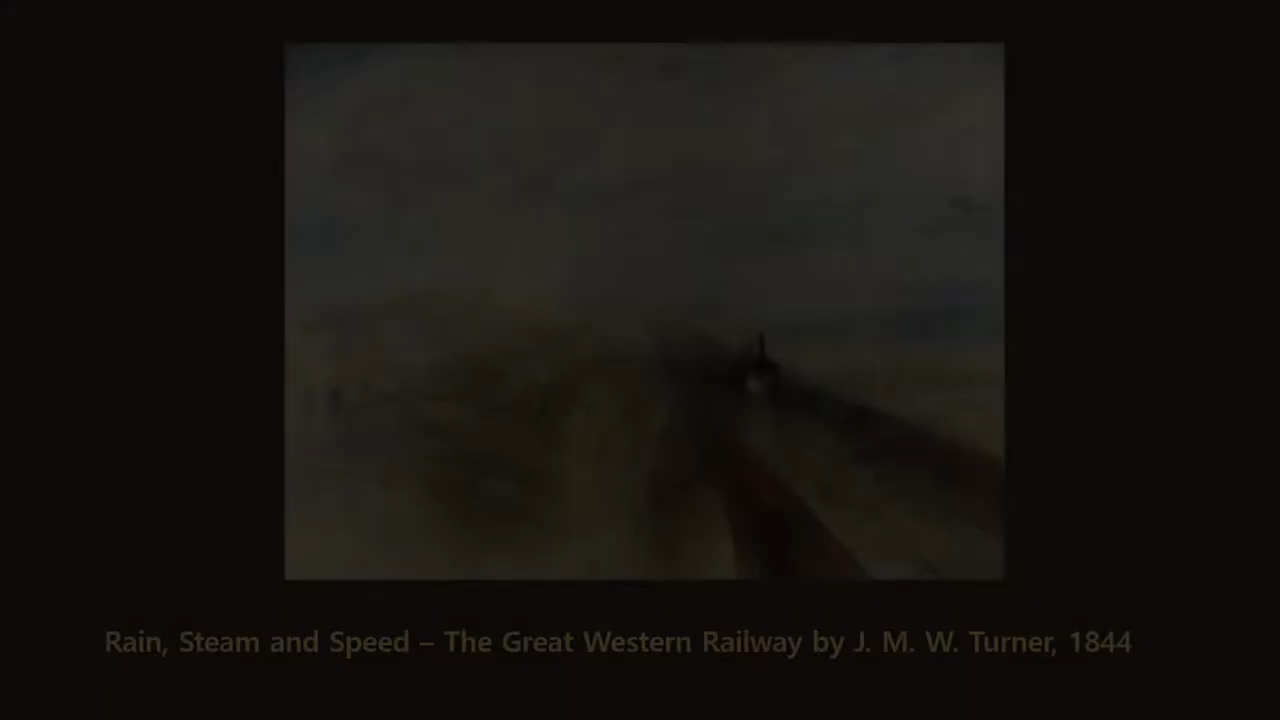 Rain, Steam and Speed – The Great Western Railway by J. M. W. Turner, 1844